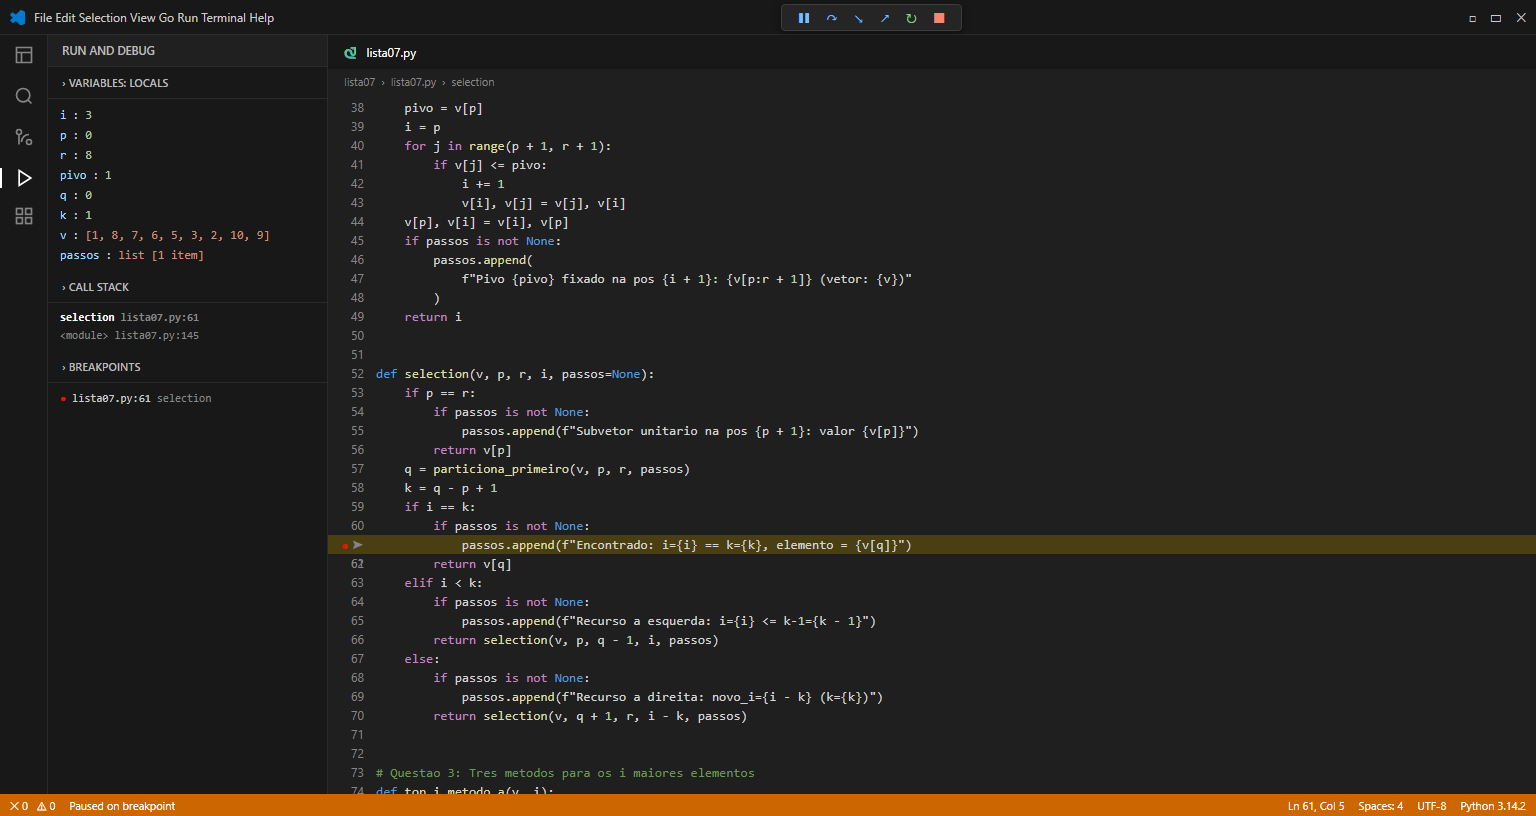 File Edit Selection View Go Run Terminal Help
RUN AND DEBUG
› VARIABLES: LOCALS
i : 3
p : 0
r : 8
pivo : 1
q : 0
k : 1
v : [1, 8, 7, 6, 5, 3, 2, 10, 9]
passos : list [1 item]
› CALL STACK
selection lista07.py:61
<module> lista07.py:145
› BREAKPOINTS
lista07.py:61 selection
lista07.py
lista07 › lista07.py › selection
38     pivo = v[p]
39     i = p
40     for j in range(p + 1, r + 1):
41         if v[j] <= pivo:
42             i += 1
43             v[i], v[j] = v[j], v[i]
44     v[p], v[i] = v[i], v[p]
45     if passos is not None:
46         passos.append(
47             f"Pivo {pivo} fixado na pos {i + 1}: {v[p:r + 1]} (vetor: {v})"
48         )
49     return i
50
51
52 def selection(v, p, r, i, passos=None):
53     if p == r:
54         if passos is not None:
55             passos.append(f"Subvetor unitario na pos {p + 1}: valor {v[p]}")
56         return v[p]
57     q = particiona_primeiro(v, p, r, passos)
58     k = q - p + 1
59     if i == k:
60         if passos is not None:
            passos.append(f"Encontrado: i={i} == k={k}, elemento = {v[q]}")
62         return v[q]
63     elif i < k:
64         if passos is not None:
65             passos.append(f"Recurso a esquerda: i={i} <= k-1={k - 1}")
66         return selection(v, p, q - 1, i, passos)
67     else:
68         if passos is not None:
69             passos.append(f"Recurso a direita: novo_i={i - k} (k={k})")
70         return selection(v, q + 1, r, i - k, passos)
71
72
73 # Questao 3: Tres metodos para os i maiores elementos
74 def top_i_metodo_a(v, i):
0 0 Paused on breakpoint
Ln 61, Col 5 Spaces: 4 UTF-8 Python 3.14.2